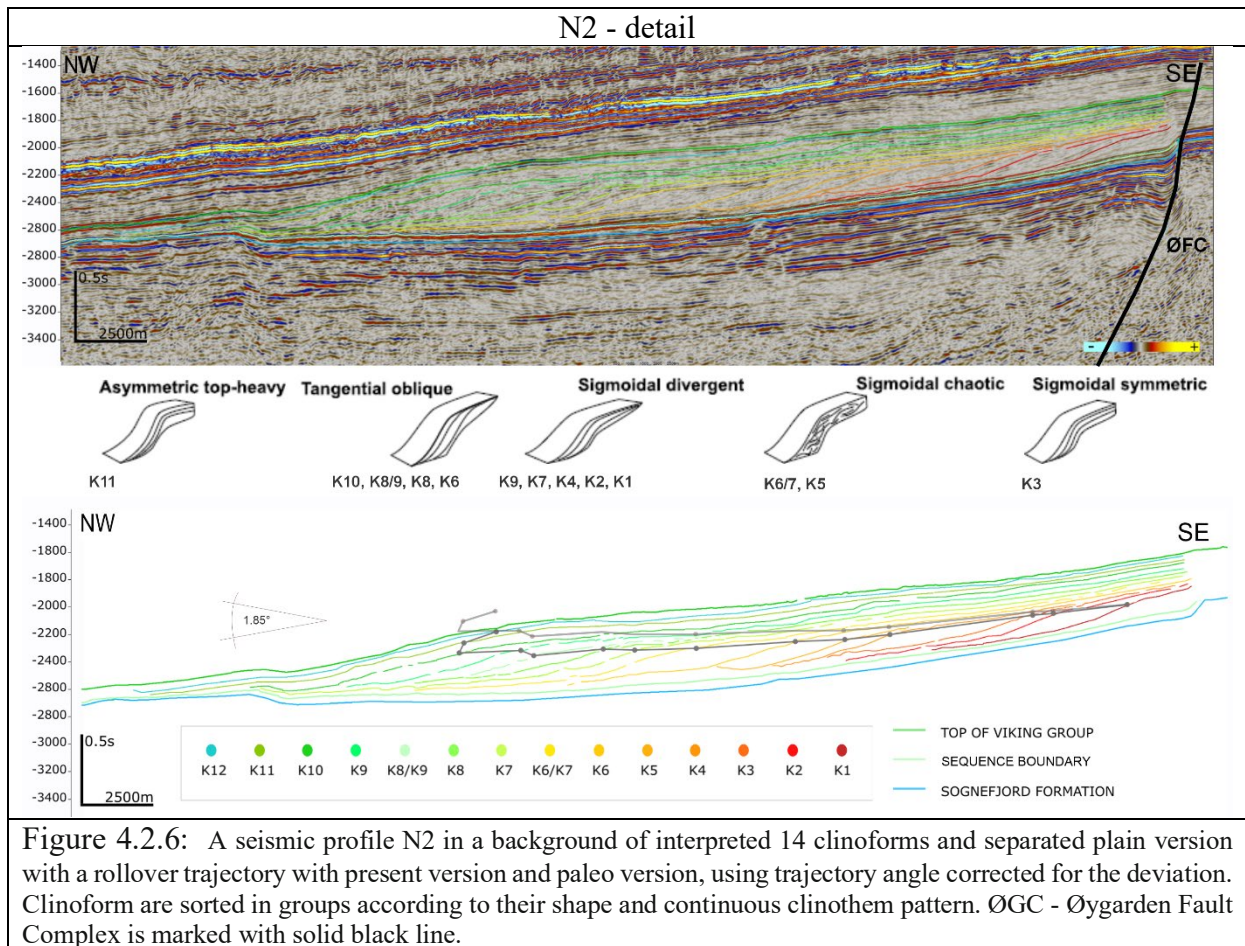 N2 - detail
NW
SE
-1400
-1600
-1800
-2000
-2200
-2400
-2600
-2800
-3000
-3200
-3400
0.5s
2500m
ØFC
- +
Asymmetric top-heavy
Tangential oblique
Sigmoidal divergent
Sigmoidal chaotic
Sigmoidal symmetric
K11
K10, K8/9, K8, K6
K9, K7, K4, K2, K1
K6/7, K5
K3
NW
SE
-1400
-1600
-1800
-2000
-2200
-2400
-2600
-2800
-3000
-3200
-3400
1.85°
0.5s
2500m
K12 K11 K10 K9 K8/K9 K8 K7 K6/K7 K6 K5 K4 K3 K2 K1
TOP OF VIKING GROUP
SEQUENCE BOUNDARY
SOGNEFJORD FORMATION
Figure 4.2.6: A seismic profile N2 in a background of interpreted 14 clinoforms and separated plain version
with a rollover trajectory with present version and paleo version, using trajectory angle corrected for the deviation.
Clinoform are sorted in groups according to their shape and continuous clinothem pattern. ØGC - Øygarden Fault
Complex is marked with solid black line.